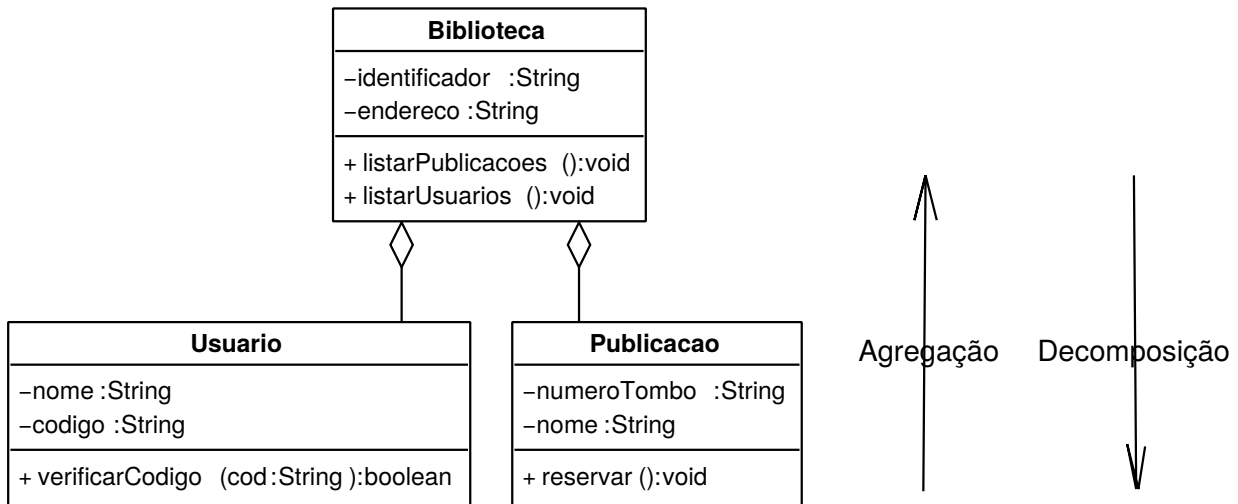 Biblioteca
–identificador :String
–endereco :String
+ listarPublicacoes ():void
+ listarUsuarios ():void
Usuario
–nome :String
–codigo :String
+ verificarCodigo (cod:String ):boolean
Publicacao
–numeroTombo :String
–nome :String
+ reservar ():void
Agregação
Decomposição